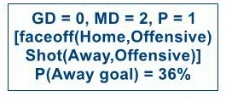 GD = 0, MD = 2, P = 1
[faceoff(Home,Offensive)
Shot(Away,Offensive)]
P(Away goal) = 36%